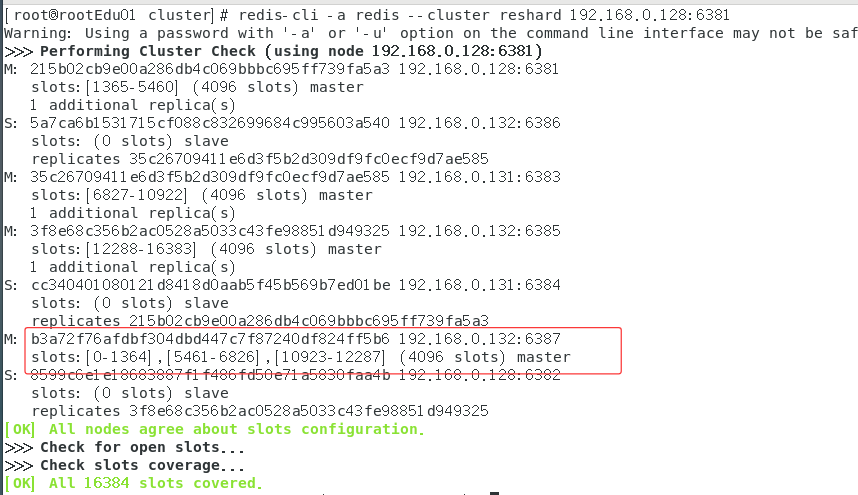 [root@rootEdu01 cluster]# redis-cli -a redis --cluster reshard 192.168.0.128:6381
Warning: Using a password with '-a' or '-u' option on the command line interface may not be saf
>>> Performing Cluster Check (using node 192.168.0.128:6381)
M: 215b02cb9e00a286db4c069bbbc695ff739fa5a3 192.168.0.128:6381
slots:[1365-5460] (4096 slots) master
1 additional replica(s)
S: 5a7ca6b1531715cf088c832699684c995603a540 192.168.0.132:6386
slots: (0 slots) slave
replicates 35c26709411e6d3f5b2d309df9fc0ecf9d7ae585
M: 35c26709411e6d3f5b2d309df9fc0ecf9d7ae585 192.168.0.131:6383
slots:[6827-10922] (4096 slots) master
1 additional replica(s)
M: 3f8e68c356b2ac0528a5033c43fe98851d949325 192.168.0.132:6385
slots:[12288-16383] (4096 slots) master
1 additional replica(s)
S: cc340401080121d8418d0aab5f45b569b7ed01be 192.168.0.131:6384
slots: (0 slots) slave
replicates 215b02cb9e00a286db4c069bbbc695ff739fa5a3
M: b3a72f76afdbf304dbd447c7f87240df824ff5b6 192.168.0.132:6387
slots:[0-1364],[5461-6826],[10923-12287] (4096 slots) master
S: 8599c6e1e18683887f1f486fd50e71a5830faa4b 192.168.0.128:6382
slots: (0 slots) slave
replicates 3f8e68c356b2ac0528a5033c43fe98851d949325
[OK] All nodes agree about slots configuration.
>>> Check for open slots...
>>> Check slots coverage...
[OK] All 16384 slots covered.